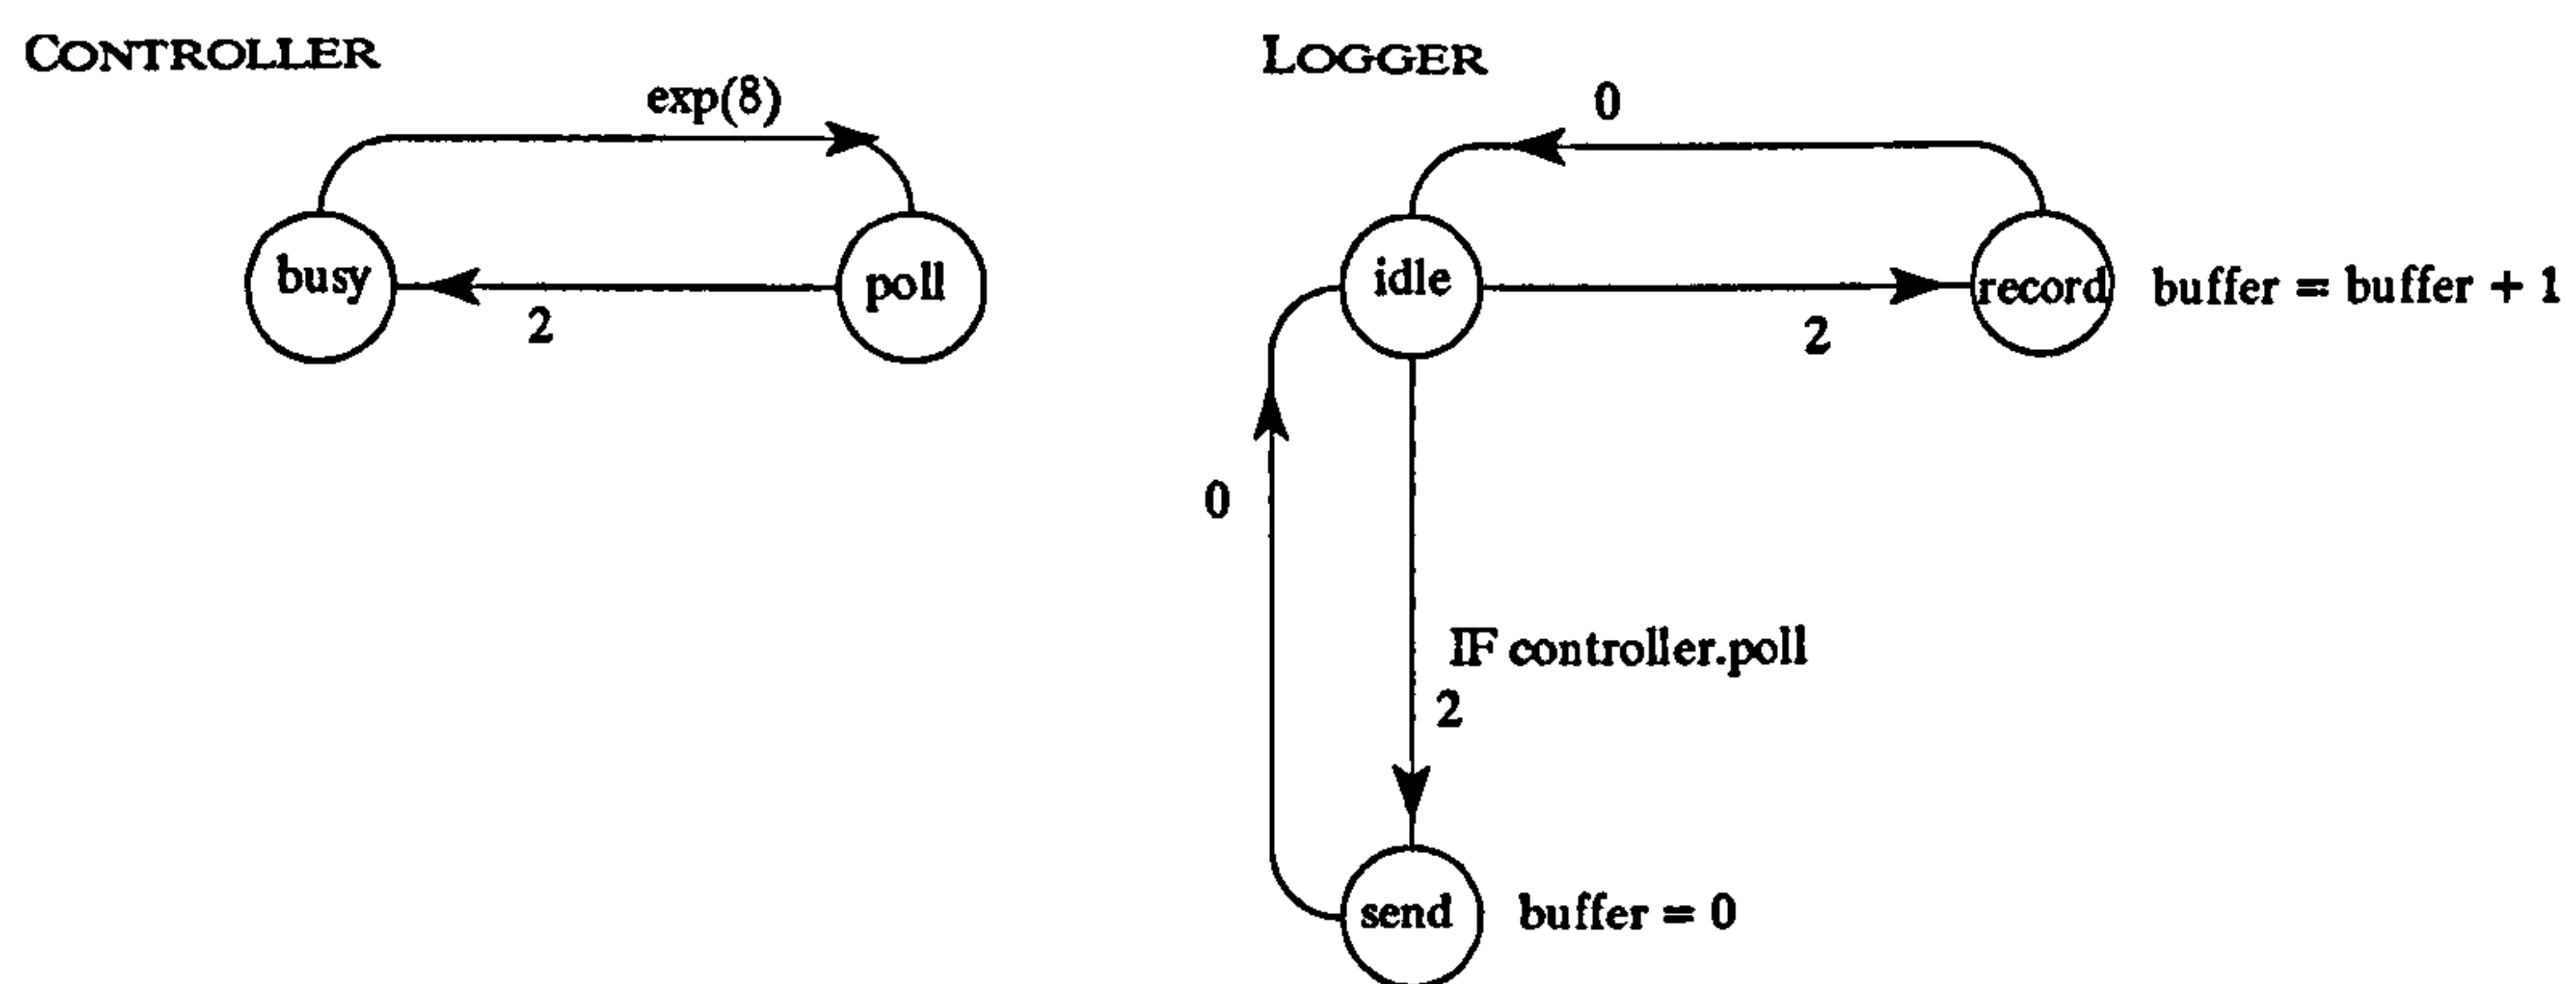 CONTROLLER
exp(8)
busy
poll
2
LOGGER
0
idle
record
buffer = buffer + 1
2
0
IF controller.poll
2
send
buffer = 0